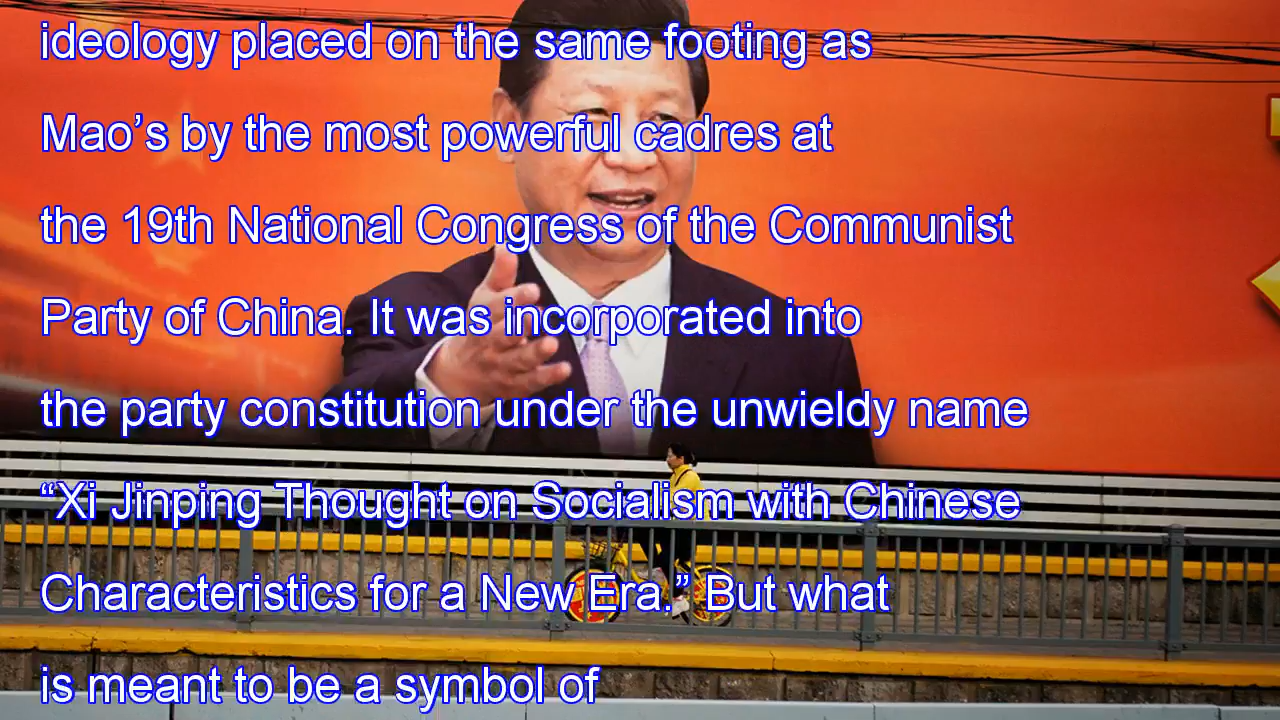 ideology placed on the same footing as
Mao’s by the most powerful cadres at
the 19th National Congress of the Communist
Party of China. It was incorporated into
the party constitution under the unwieldy name
“Xi Jinping Thought on Socialism with Chinese
Characteristics for a New Era.” But what
is meant to be a symbol of